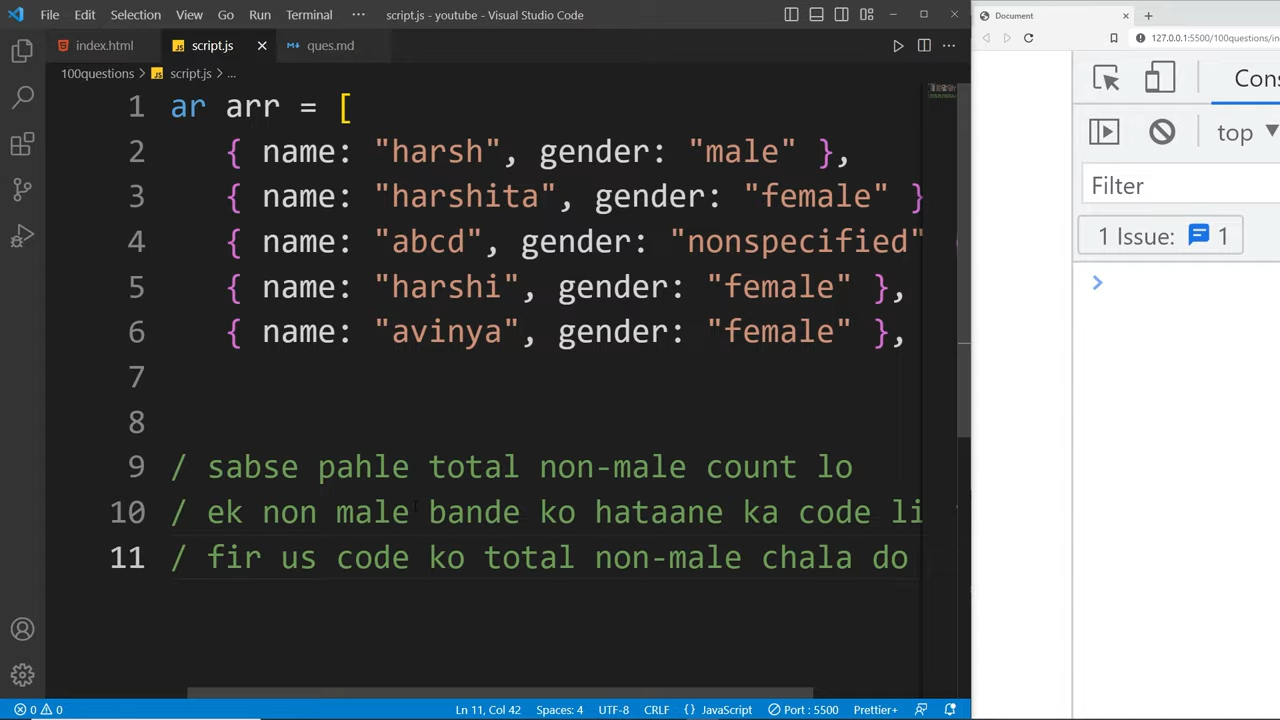 File Edit Selection View Go Run Terminal ··· script.js - youtube - Visual Studio Code
Document
127.0.0.1:5500/100questions/in
index.html script.js ques.md
100questions > script.js > ...
1 ar arr = [
2 { name: "harsh", gender: "male" },
3 { name: "harshita", gender: "female" }
4 { name: "abcd", gender: "nonspecified"
5 { name: "harshi", gender: "female" },
6 { name: "avinya", gender: "female" },
7
8
9 / sabse pahle total non-male count lo
10 / ek non male bande ko hataane ka code li
11 / fir us code ko total non-male chala do
Cons
top
Filter
1 Issue: 1
0 0 Ln 11, Col 42 Spaces: 4 UTF-8 CRLF {} JavaScript Port : 5500 Prettier+